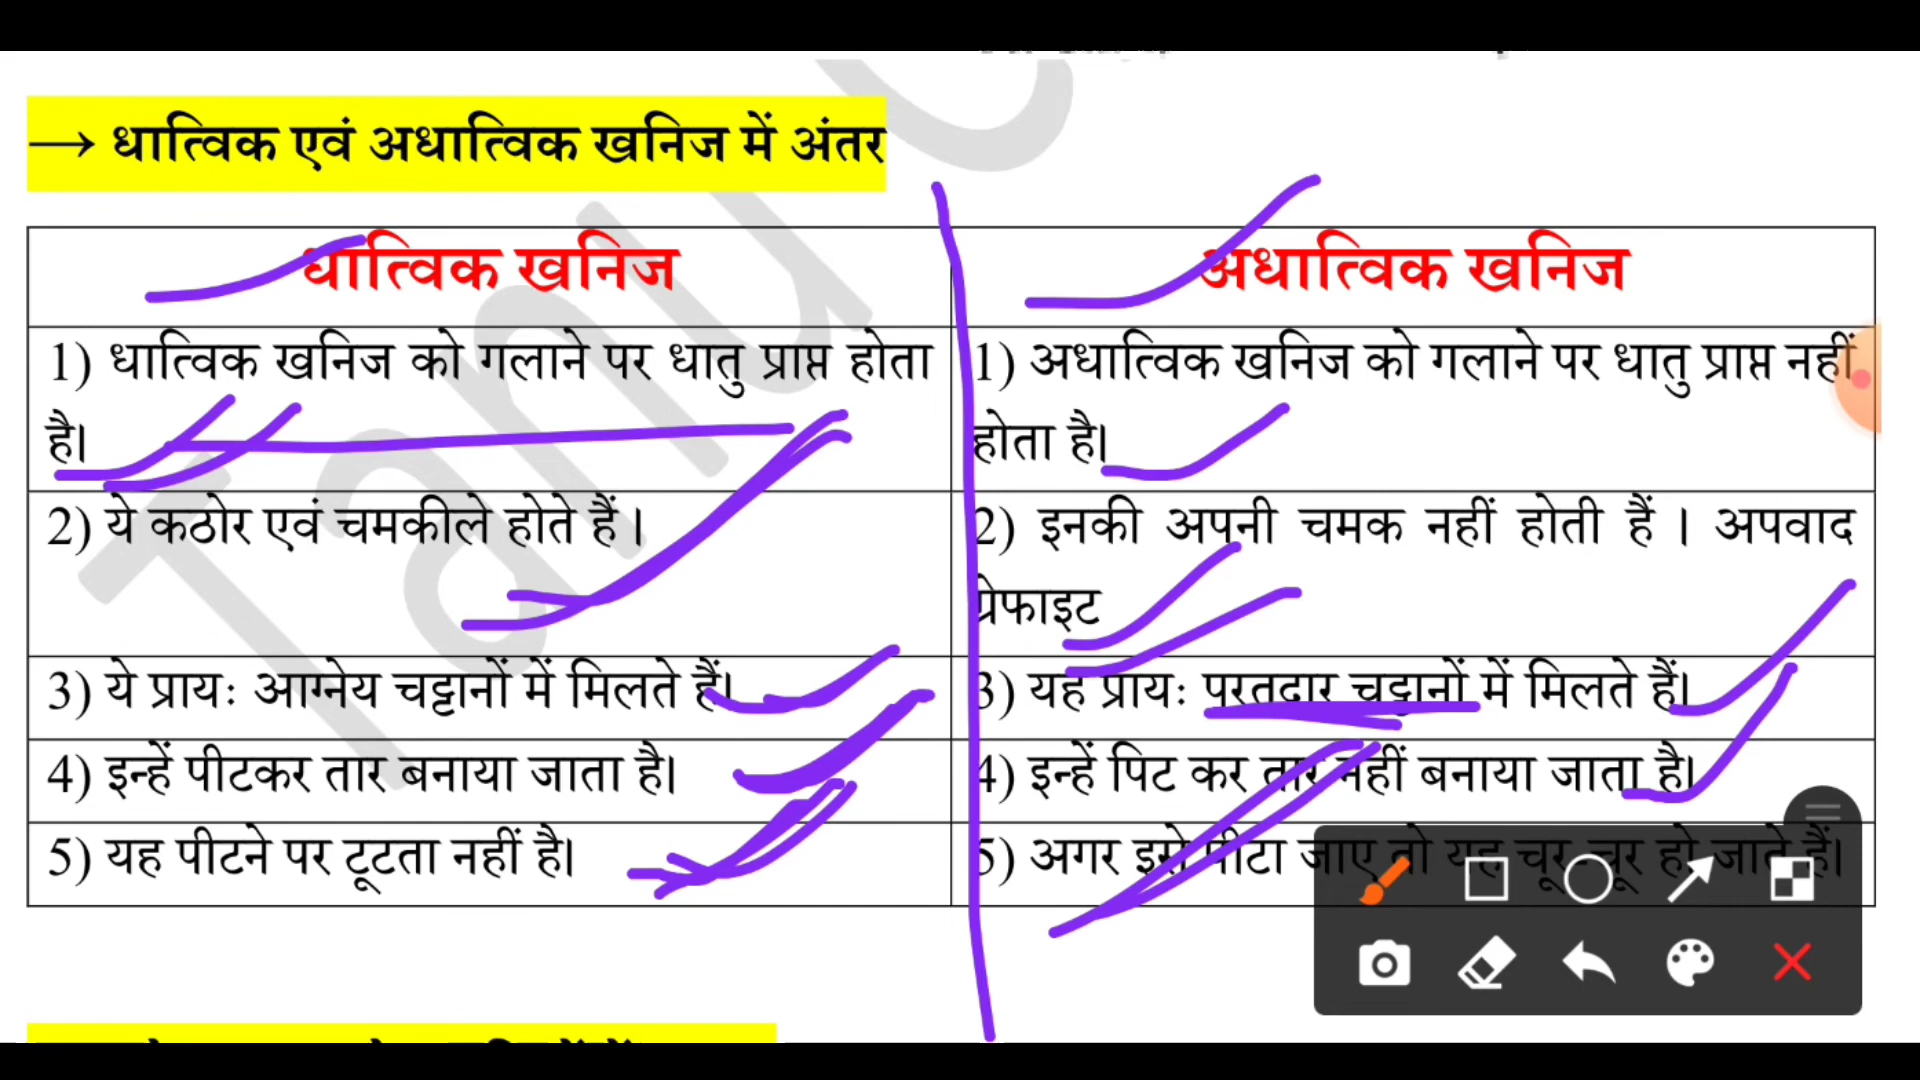 → धात्विक एवं अधात्विक खनिज में अंतर
धात्विक खनिज
अधात्विक खनिज
1) धात्विक खनिज को गलाने पर धातु प्राप्त होता
है।
1) अधात्विक खनिज को गलाने पर धातु प्राप्त नहीं
होता है।
2) ये कठोर एवं चमकीले होते हैं ।
2) इनकी अपनी चमक नहीं होती हैं । अपवाद
ग्रेफाइट
3) ये प्रायः आग्नेय चट्टानों में मिलते हैं।
3) यह प्रायः परतदार चट्टानों में मिलते हैं।
4) इन्हें पीटकर तार बनाया जाता है।
4) इन्हें पिट कर तार नहीं बनाया जाता है।
5) यह पीटने पर टूटता नहीं है।
5) अगर इसे पीटा जाए तो यह चूर-चूर हो जाते हैं।